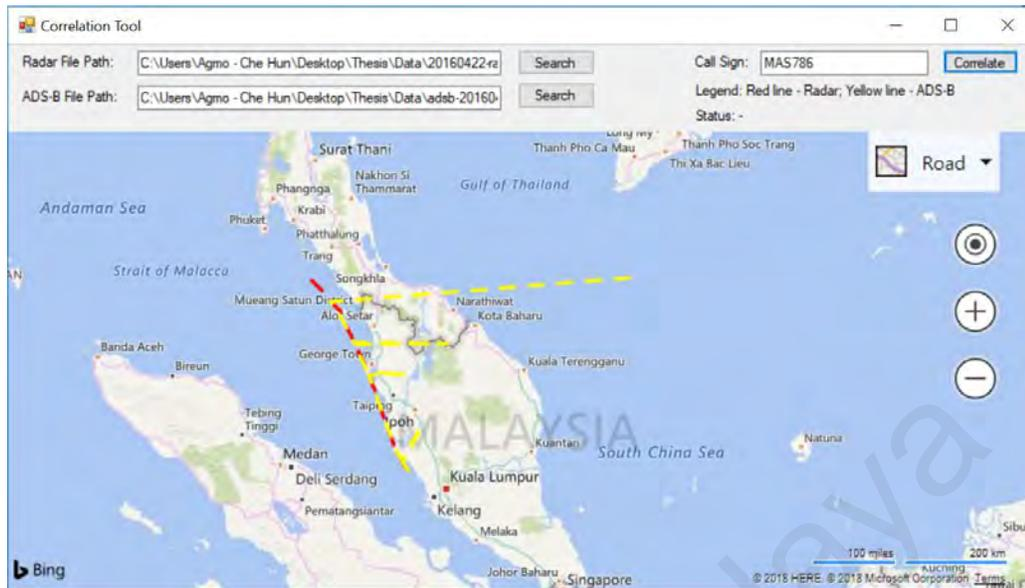 Correlation Tool
Radar File Path: C:\Users\Agmo - Che Hun\Desktop\Thesis\Data\20160422-ra Search Call Sign: MAS786 Correlate
ADS-B File Path: C:\Users\Agmo - Che Hun\Desktop\Thesis\Data\adsb-20160 Search Legend: Red line - Radar; Yellow line - ADS-B
Status: -
Long My
Surat Thani
Thanh Pho Ca Mau
Thanh Pho Soc Trang
Thi Xa Bac Lieu
Road
Nakhon Si
Thammarat
Gulf of Thailand
Phangnga
Andaman Sea
Krabi
Phuket
Phatthalung
Trang
Strait of Malacca
Songkhla
AN
Mueang Satun District
Narathiwat
Alor Setar
Kota Baharu
Banda Aceh
George Town
Bireun
Kuala Terengganu
Taiping
Tebing
Tinggi
poh
MALAYSIA
Kuantan
Natuna
Medan
South China Sea
Deli Serdang
Kuala Lumpur
Pematangsiantar
Kelang
Melaka
Sibu
Johor Baharu
Singapore
Kuching
100 miles
200 km
Bing
© 2018 HERE, © 2018 Microsoft Corporation Terms
laya